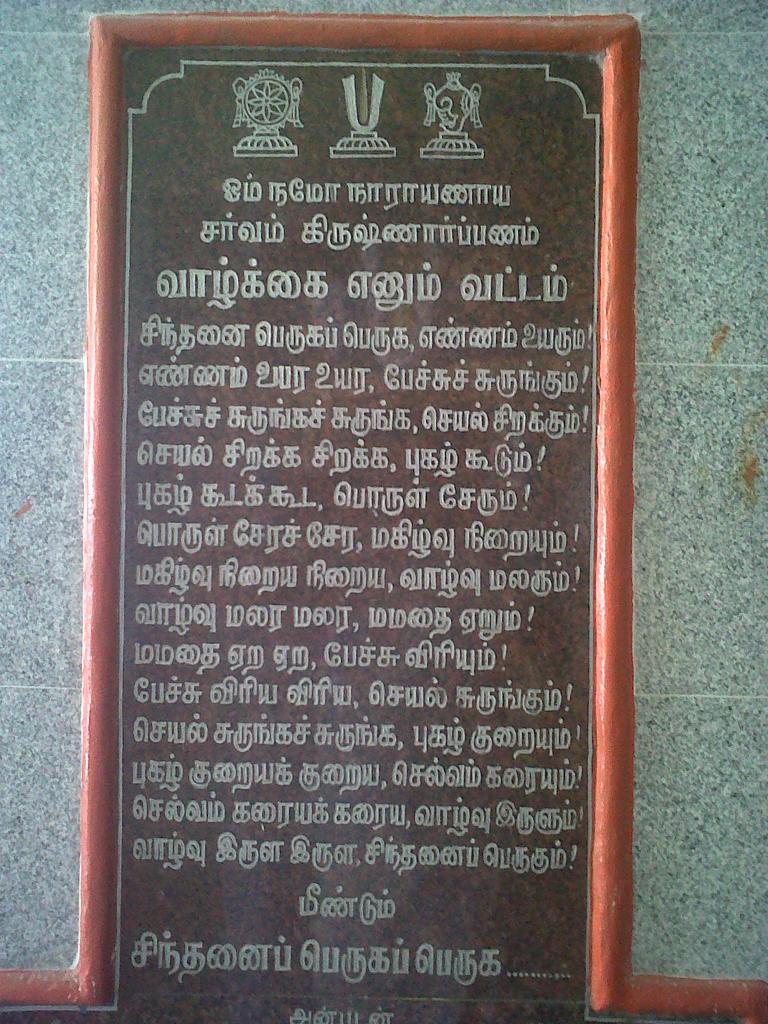 ஓம் நமோ நாராயணாய
சர்வம் கிருஷ்ணார்ப்பணம்
வாழ்க்கை எனும் வட்டம்
சிந்தனை பெருகப் பெருக, எண்ணம் உயரும்!
எண்ணம் உயர உயர, பேச்சுச் சுருங்கும்!
பேச்சுச் சுருங்கச் சுருங்க, செயல் சிறக்கும்!
செயல் சிறக்க சிறக்க, புகழ் கூடும்!
புகழ் கூடக் கூட, பொருள் சேரும்!
பொருள் சேரச் சேர, மகிழ்வு நிறையும்!
மகிழ்வு நிறைய நிறைய, வாழ்வு மலரும்!
வாழ்வு மலர மலர, மமதை ஏறும்!
மமதை ஏற ஏற, பேச்சு விரியும்!
பேச்சு விரிய விரிய, செயல் சுருங்கும்!
செயல் சுருங்கச் சுருங்க, புகழ் குறையும்!
புகழ் குறையக் குறைய, செல்வம் கரையும்!
செல்வம் கரையக் கரைய, வாழ்வு இருளும்!
வாழ்வு இருள இருள, சிந்தனைப் பெருகும்!
மீண்டும்
சிந்தனைப் பெருகப் பெருக..........
அன்புடன்